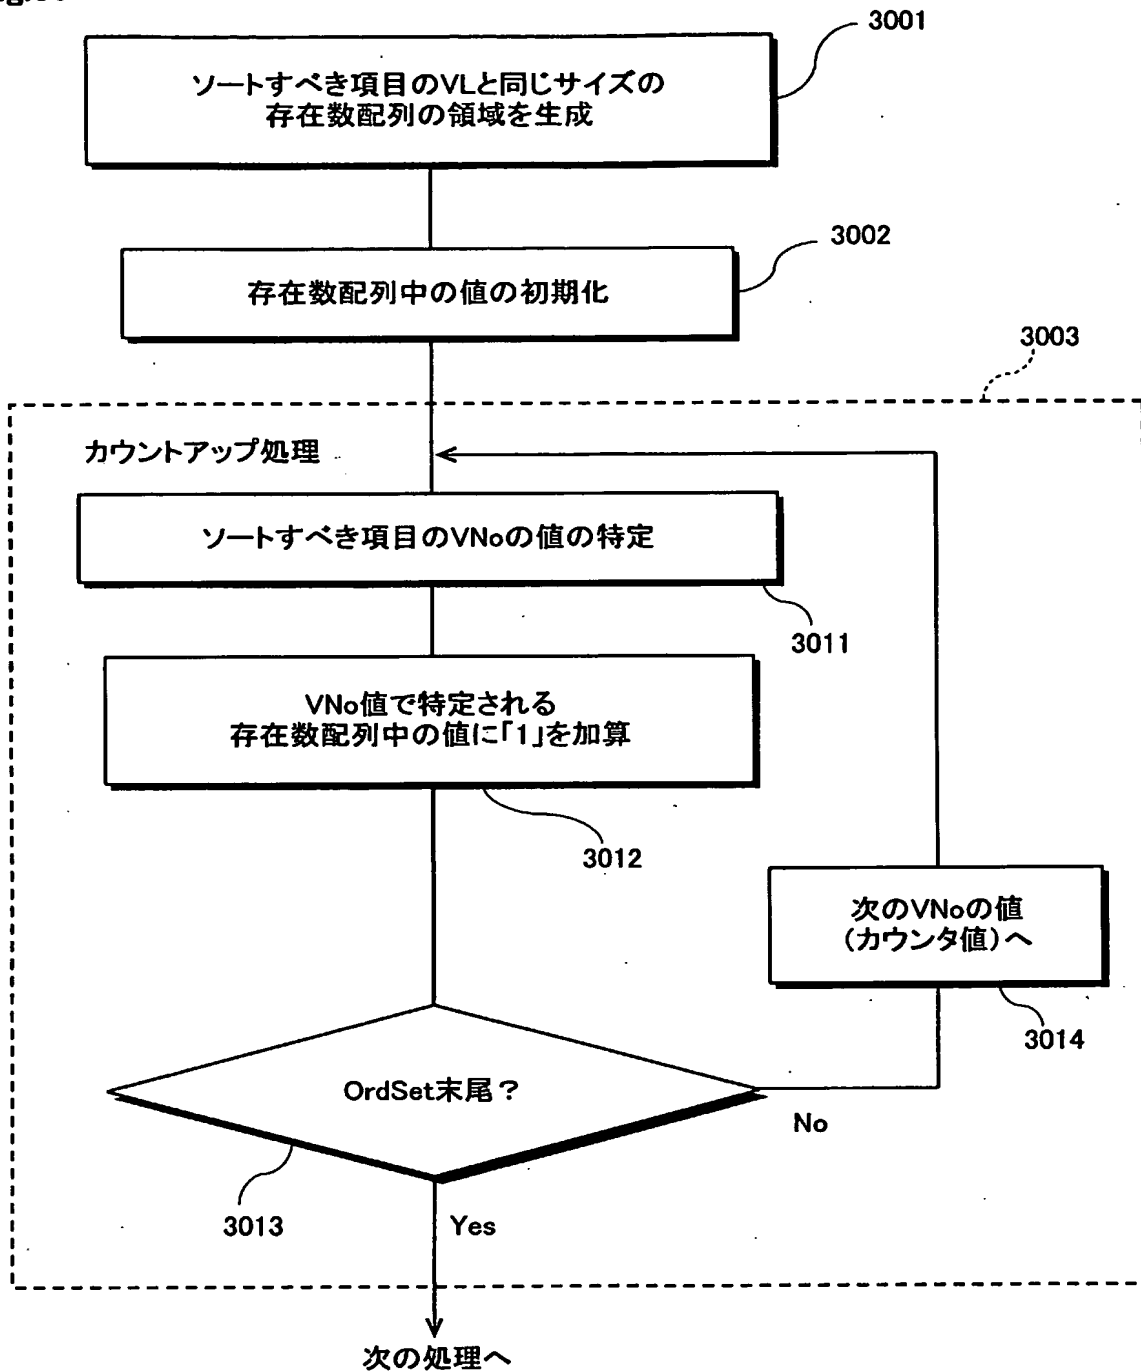 3001
ソートすべき項目のVLと同じサイズの
存在数配列の領域を生成
3002
存在数配列中の値の初期化
3003
カウントアップ処理
ソートすべき項目のVNoの値の特定
3011
VNo値で特定される
存在数配列中の値に「1」を加算
3012
次のVNoの値
(カウンタ値)へ
3014
OrdSet末尾?
No
3013
Yes
次の処理へ